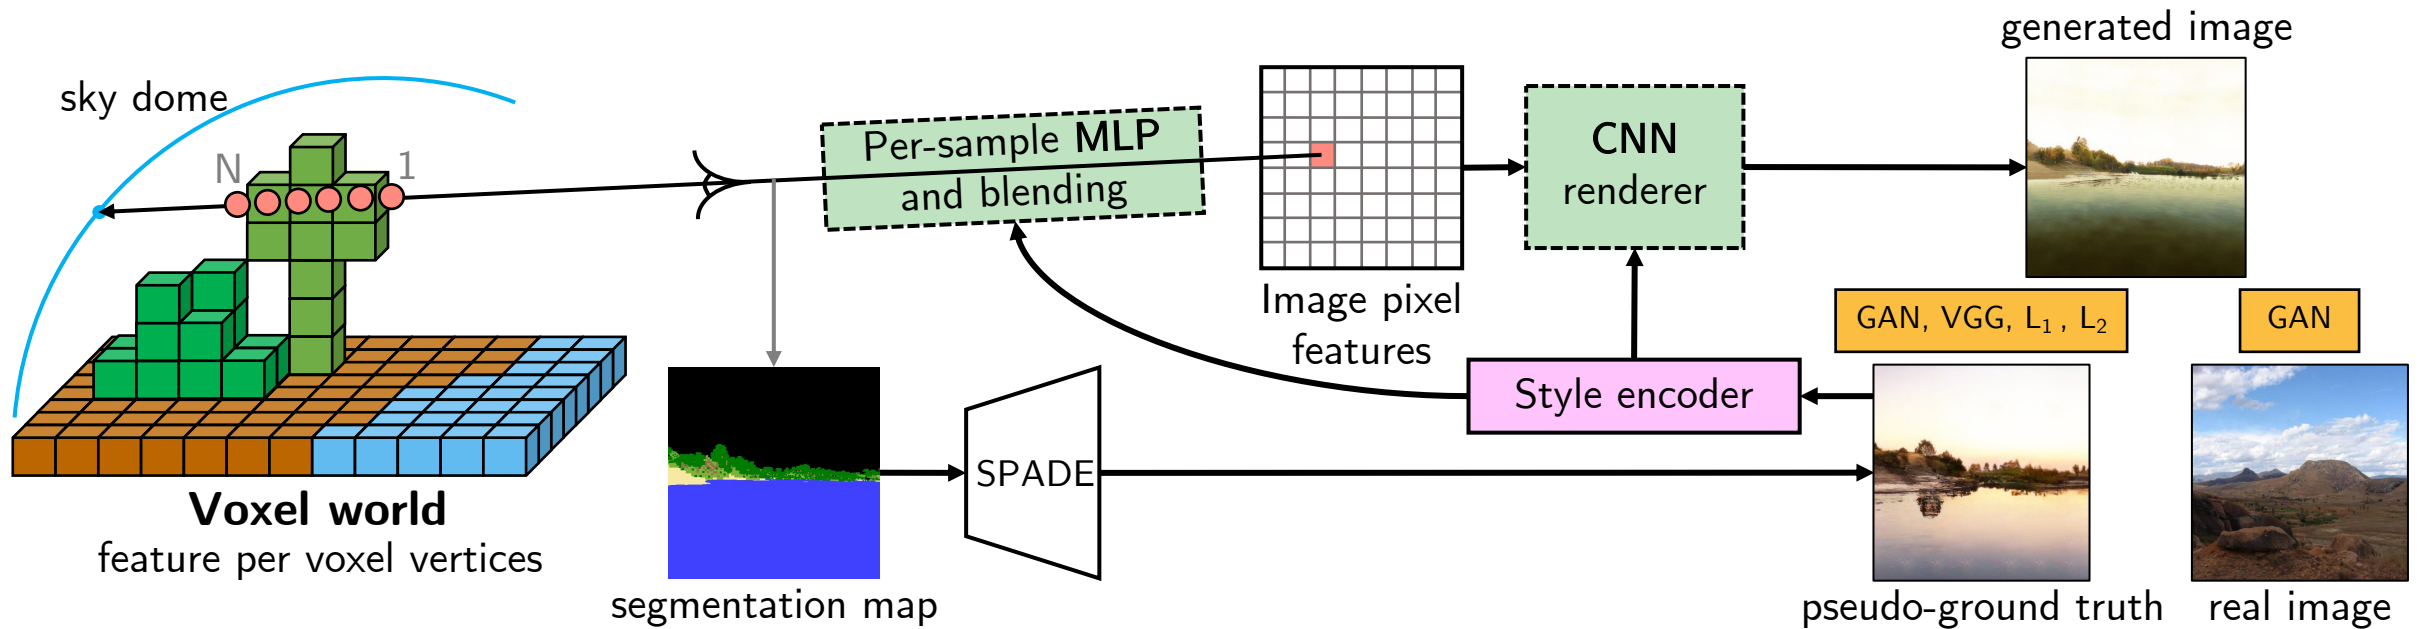 sky dome
N
1
Voxel world
feature per voxel vertices
Per-sample MLP
and blending
segmentation map
SPADE
Image pixel
features
CNN
renderer
Style encoder
generated image
GAN, VGG, L₁ , L₂
GAN
pseudo-ground truth
real image